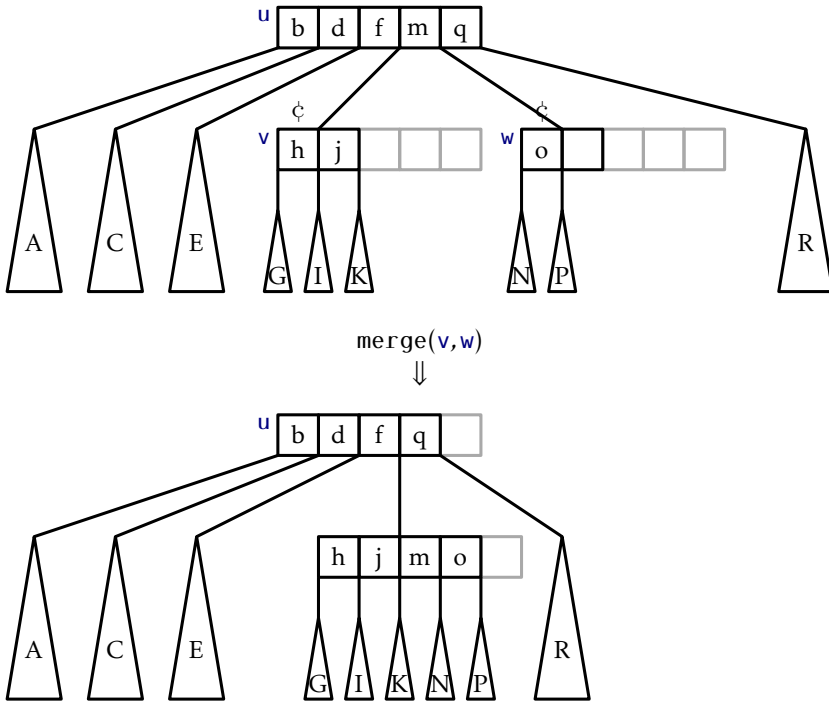 u b d f m q
¢ ¢
v h j w o
A C E G I K N P R
merge(v,w)
⇓
u b d f q
h j m o
A C E G I K N P R